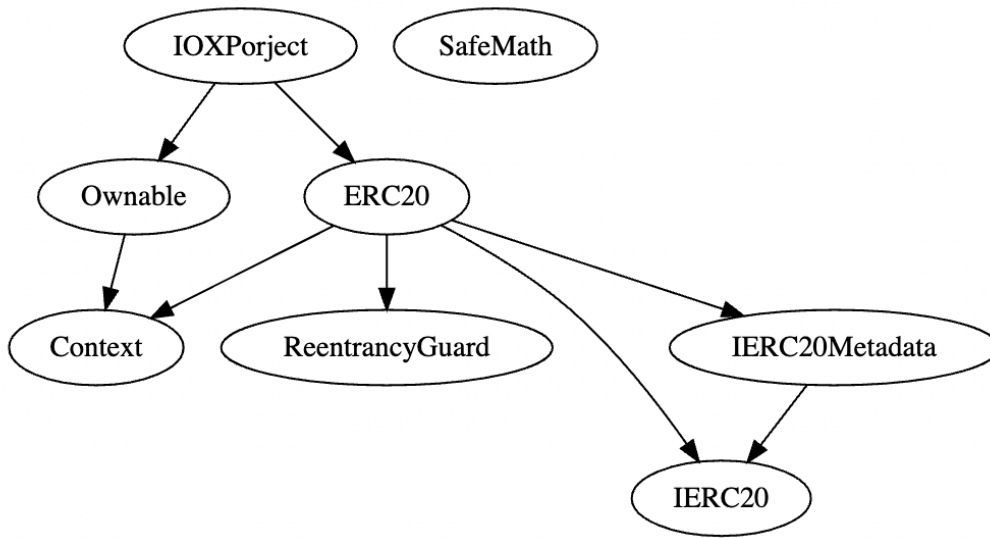 IOXPorject
SafeMath
Ownable
ERC20
Context
ReentrancyGuard
IERC20Metadata
IERC20